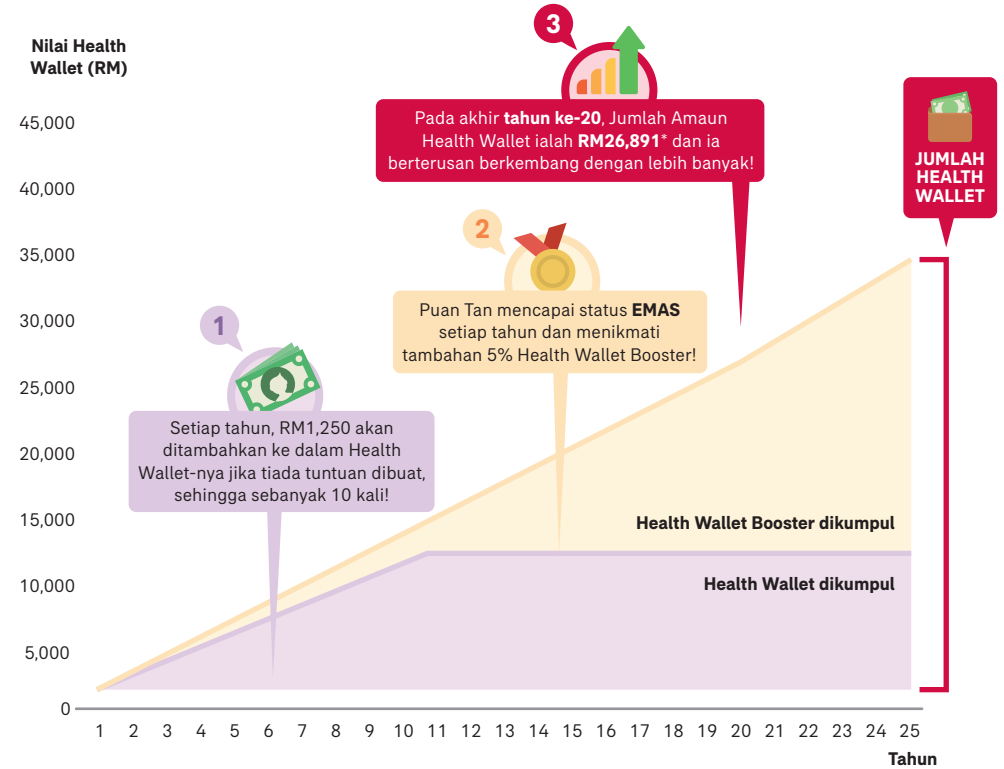 Nilai Health
Wallet (RM)
45,000
40,000
35,000
30,000
25,000
20,000
15,000
10,000
5,000
0
1
Setiap tahun, RM1,250 akan
ditambahkan ke dalam Health
Wallet-nya jika tiada tuntuan dibuat,
sehingga sebanyak 10 kali!
2
Puan Tan mencapai status EMAS
setiap tahun dan menikmati
tambahan 5% Health Wallet Booster!
3
Pada akhir tahun ke-20, Jumlah Amaun
Health Wallet ialah RM26,891* dan ia
berterusan berkembang dengan lebih banyak!
JUMLAH
HEALTH
WALLET
Health Wallet Booster dikumpul
Health Wallet dikumpul
1 2 3 4 5 6 7 8 9 10 11 12 13 14 15 16 17 18 19 20 21 22 23 24 25
Tahun